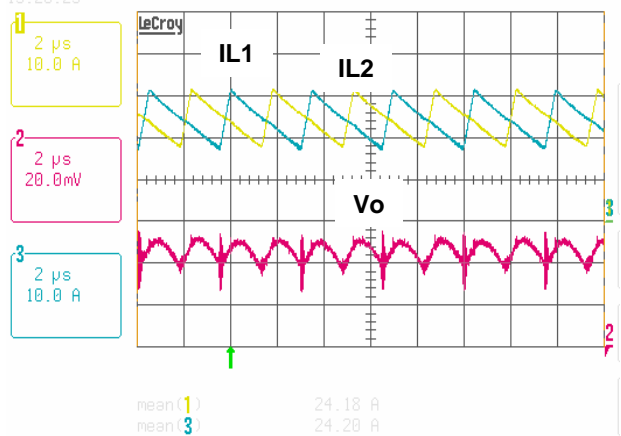 1
2 µs
10.0 A
LeCroy
IL1
IL2
2
2 µs
20.0mV
Vo
3
3
2 µs
10.0 A
2
mean(1) 24.18 A
mean(3) 24.20 A